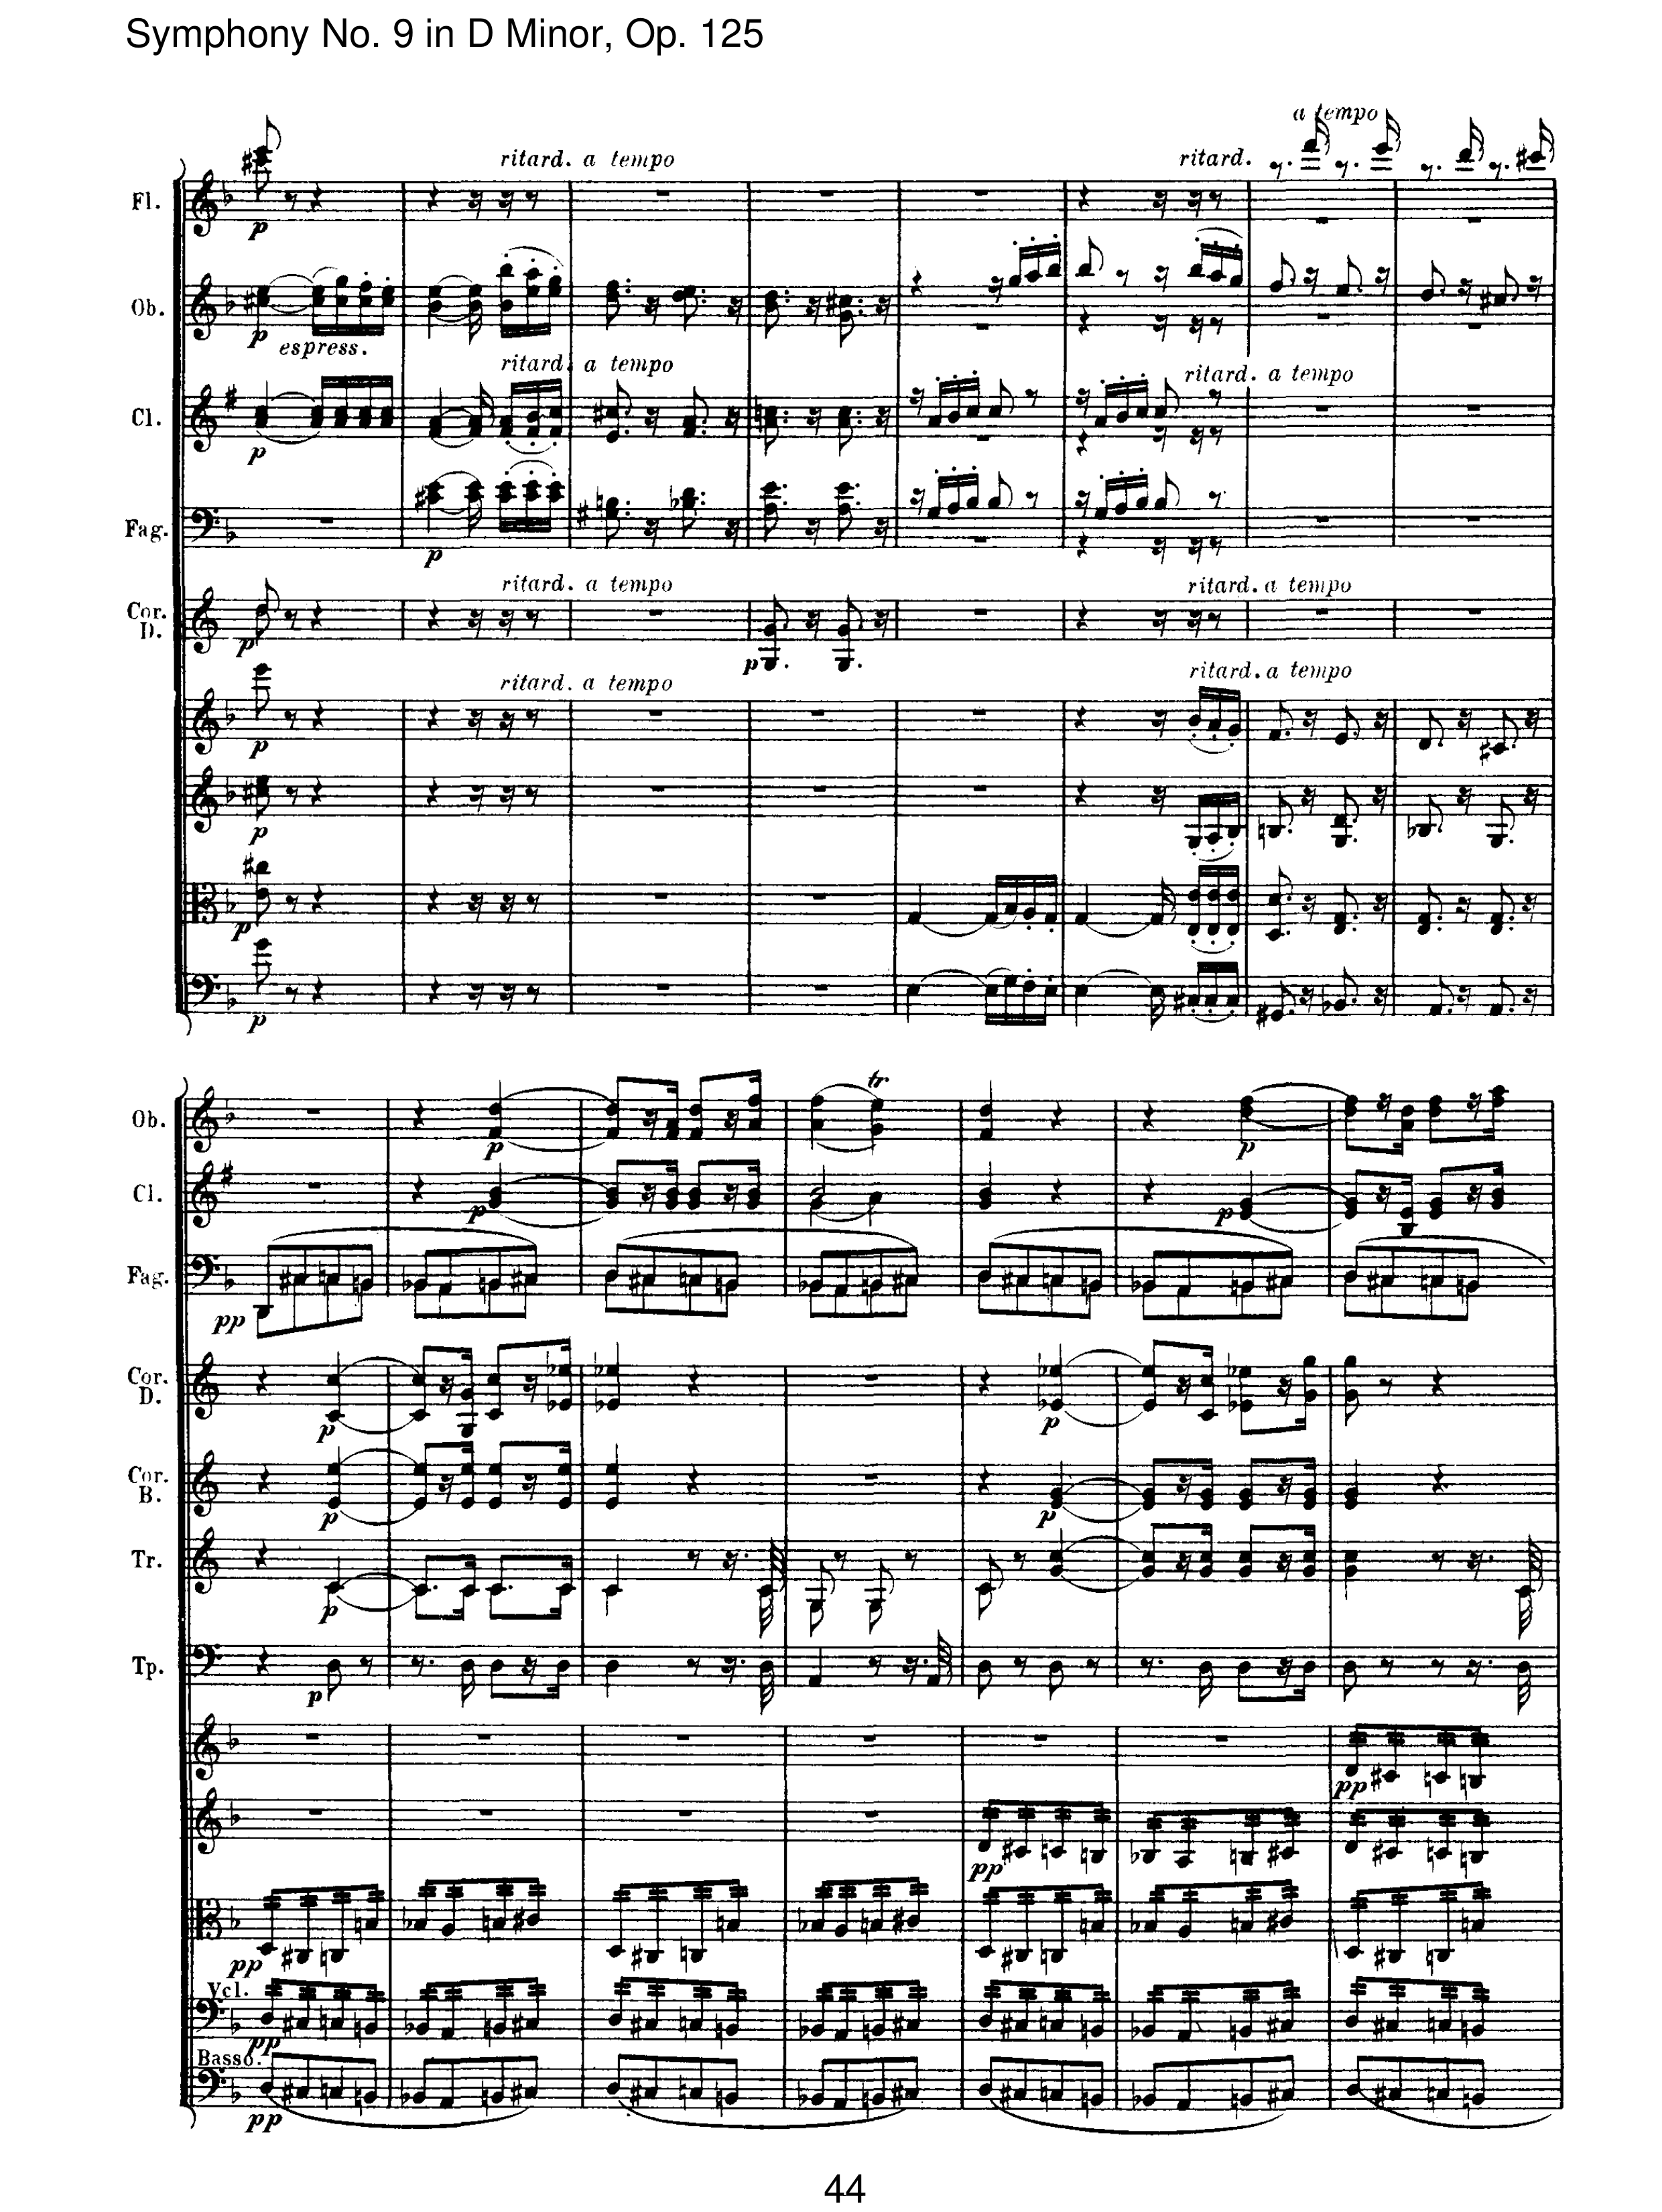 Symphony No. 9 in D Minor, Op. 125
a tempo
ritard. a tempo
ritard.
Fl.
p
Ob.
p espress.
ritard. a tempo
ritard. a tempo
Cl.
p
Fag.
p
ritard. a tempo
ritard. a tempo
Cor. D.
p
p
ritard. a tempo
ritard. a tempo
p
p
p
p
Ob.
tr
p
p
Cl.
p
p
Fag.
pp
Cor. D.
p
p
Cor. B.
p
p
Tr.
p
Tp.
p
pp
pp
pp
Vcl.
pp
Basso.
pp
44